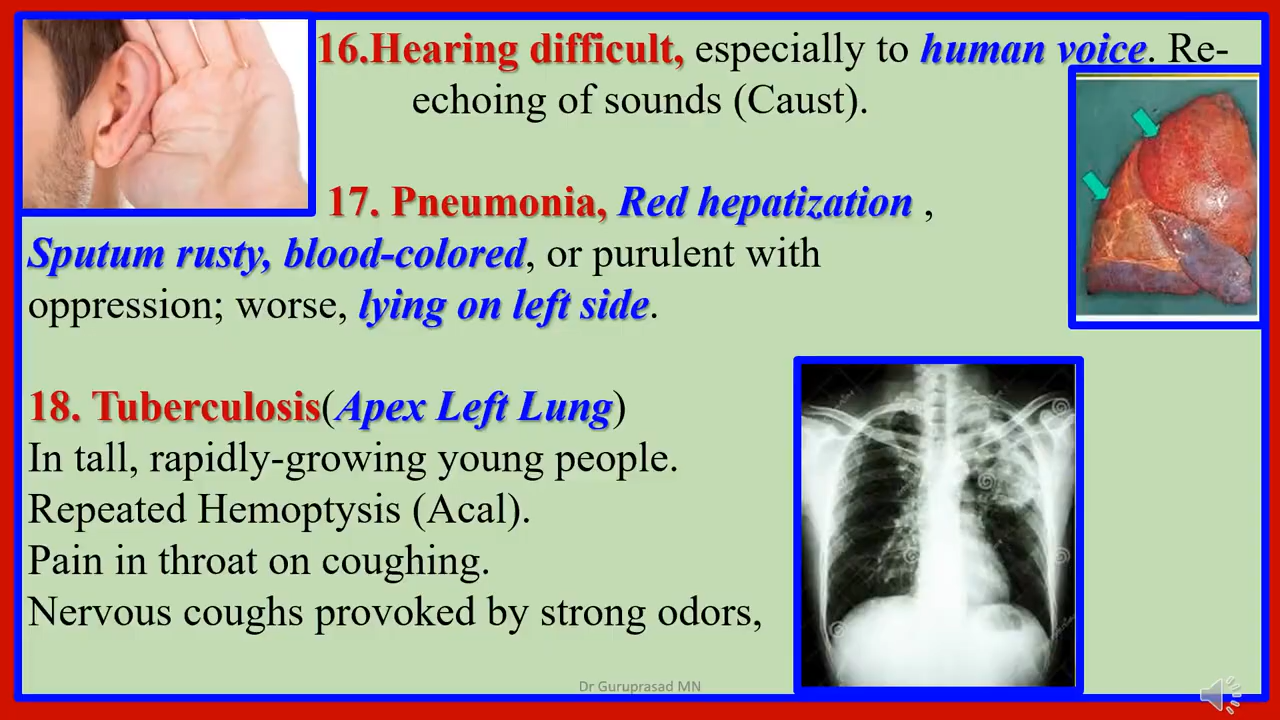 16.Hearing difficult, especially to human voice. Re-
echoing of sounds (Caust).
17. Pneumonia, Red hepatization ,
Sputum rusty, blood-colored, or purulent with
oppression; worse, lying on left side.
18. Tuberculosis(Apex Left Lung)
In tall, rapidly-growing young people.
Repeated Hemoptysis (Acal).
Pain in throat on coughing.
Nervous coughs provoked by strong odors,
Dr Guruprasad MN